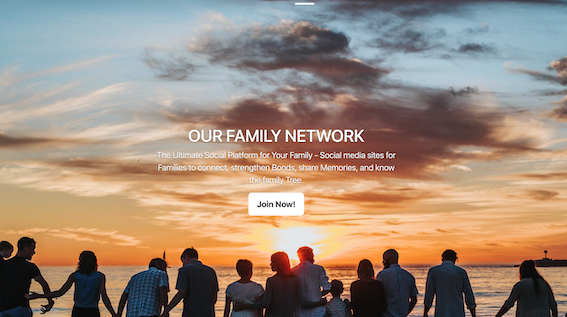 OUR FAMILY NETWORK
The Ultimate Social Platform for Your Family - Social media sites for
Families to connect, strengthen Bonds, share Memories, and know
the family Tree.
Join Now!